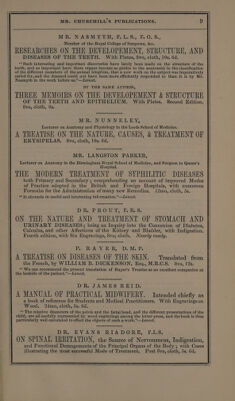 MR. CHURCHILL'S PUBLICATIONS. 9
MR. NASMYTH, F.L.S., F.G.S.,
Member of the Royal College of Surgeons, &c.
RESEARCHES ON THE DEVELOPMENT, STRUCTURE, AND
DISEASES OF THE TEETH. With Plates, 8vo, cloth, 10s. 6d.
“Such interesting and important discoveries have lately been made on the structure of the
teeth, and so important have those organs become as guides to the anatomist in the classification
of the different members of the animal kingdom, that a new work on the subject was imperatively
called for, and the demand could not have been more efficiently responded to than it is by Mr.
Nasmyth in the work before us.”—Lancet.
BY THE SAME AUTHOR,
THREE MEMOIRS ON THE DEVELOPMENT & STRUCTURE
OF THE TEETH AND EPITHELIUM. With Plates. Second Edition.
8vo, cloth, 9s.
MR. NUNNELEY,
Lecturer on Anatomy and Physiology in the Leeds School of Medicine.
A TREATISE ON THE NATURE, CAUSES, & TREATMENT OF
ERYSIPELAS. 8vo, cloth, 10s. 6d.
MR. LANGSTON PARKER,
Lecturer on Anatomy in the Birmingham Royal School of Medicine, and Surgeon to Queen's
Hospital.
THE MODERN TREATMENT OF SYPHILITIC DISEASES
both Primary and Secondary; comprehending an account of improved Modes
of Practice adopted in the British and Foreign Hospitals, with numerous
Formulæ for the Administration of many new Remedies. 12mo, cloth, 5s.
“It abounds in useful and interesting information.”—Lancet.
DR. PROUT, F.R.S.
ON THE NATURE AND TREATMENT OF STOMACH AND
URINARY DISEASES; being an Inquiry into the Connexion of Diabetes,
Calculus, and other Affections of the Kidney and Bladder, with Indigestion.
Fourth edition, with Six Engravings, 8vo, cloth. Nearly ready.
P. RAYER, D.M.P.
A TREATISE ON DISEASES OF THE SKIN. Translated from
the French, by WILLIAM B. DICKENSON, Esq., M.R.C.S. 8vo, 12s.
“We can recommend the present translation of Rayer's Treatise as an excellent companion at
the bedside of the patient.”—Lancet.
DR. JAMES REID.
A MANUAL OF PRACTICAL MIDWIFERY. Intended chiefly as
a book of reference for Students and Medical Practitioners. With Engravings on
Wood. 12mo, cloth, 5s. 6d.
“The relative diameters of the pelvis and the fœtal head, and the different presentations of the
child, are all usefully represented by wood engravings among the letter-press, and the book is thus
particularly well calculated to effect the objects of such a work.”—Lancet.
DR. EVANS RIADORE, F.L.S.
ON SPINAL IRRITATION, the Source of Nervousness, Indigestion,
and Functional Derangements of the Principal Organs of the Body; with Cases
illustrating the most successful Mode of Treatment. Post 8vo, cloth, 5s. 6d.